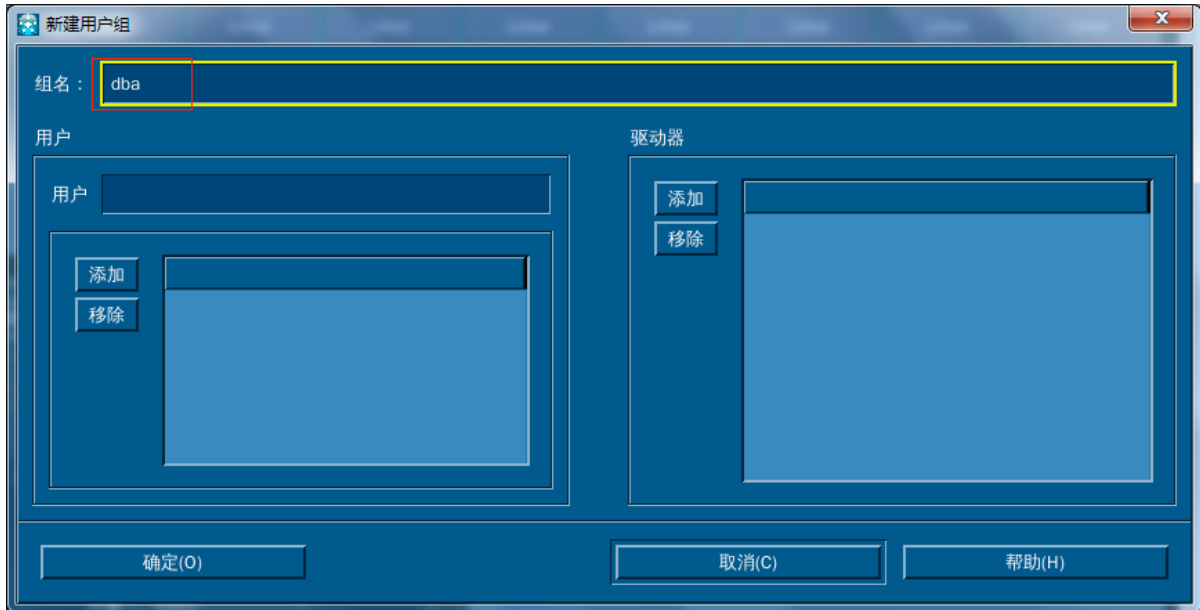 新建用户组
组名： dba
用户
驱动器
用户
添加
移除
添加
移除
确定(O)
取消(C)
帮助(H)